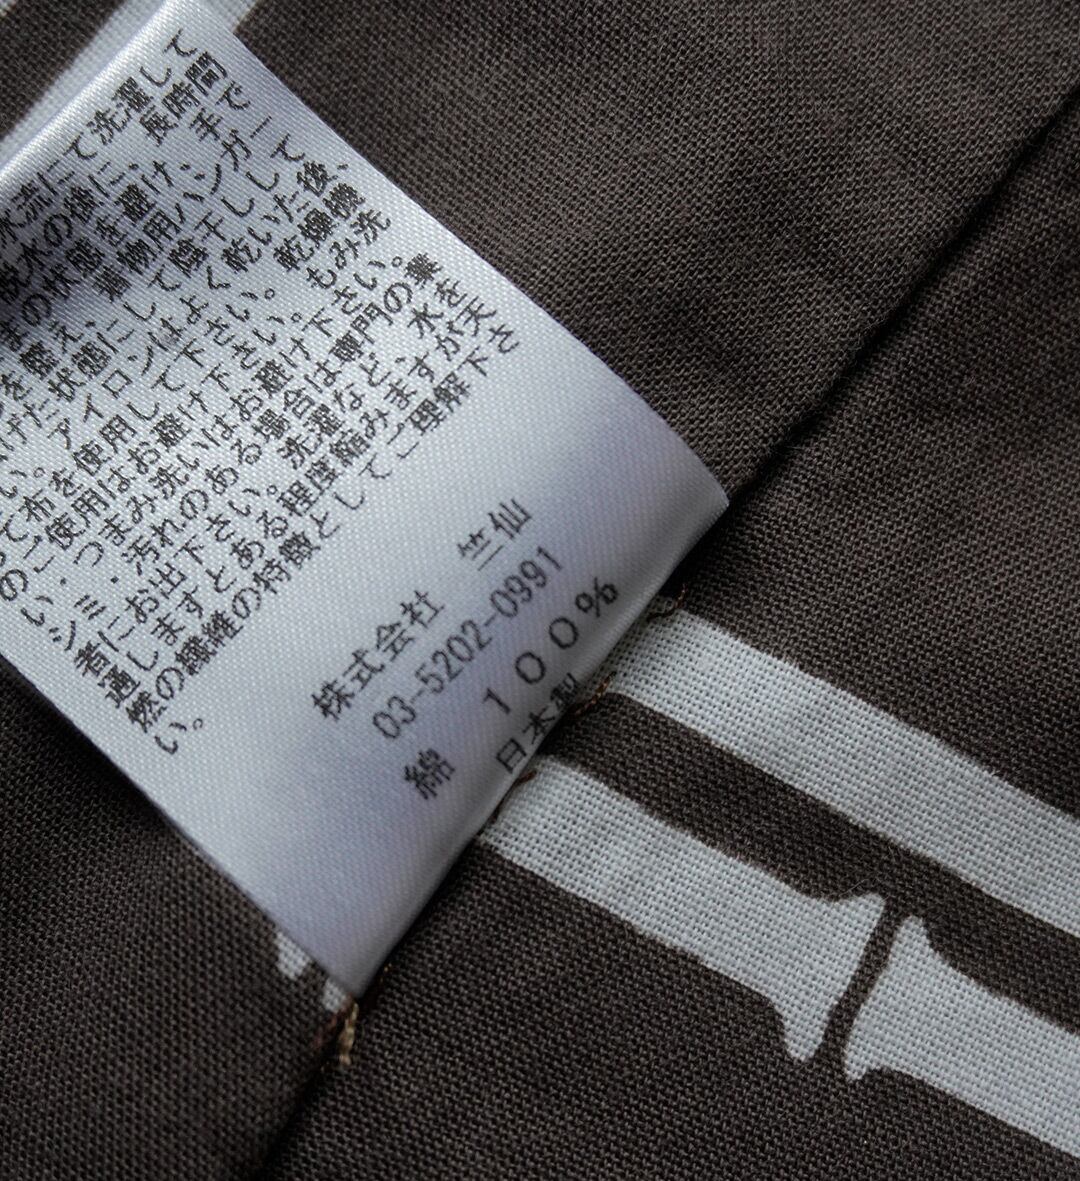 水流にて洗濯して
脱水の後に、長時間
まの状態を避け、手で
を整え、着物用ハンガー
けた状態にして陰干しして
い。アイロンはよく乾いた後、
て布を使用して下さい。乾燥機
のご使用はお避け下さい。もみ洗
い・つまみ洗いはお避け下さい。
シミ・汚れのある場合は専門の業
者にお出下さい。洗濯など、水を
通しますとある程度縮みますが天
然の繊維の特徴としてご理解下さ
い。
株式会社 竺仙
03-5202-0991
綿 100%
日本製